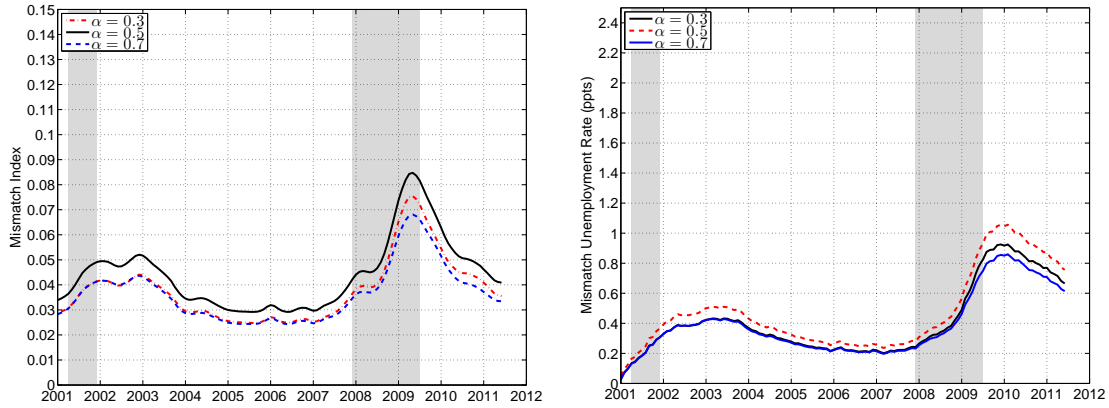 α = 0.3
α = 0.5
α = 0.7
Mismatch Index
0.15
0.14
0.13
0.12
0.11
0.1
0.09
0.08
0.07
0.06
0.05
0.04
0.03
0.02
0.01
0
2001 2002 2003 2004 2005 2006 2007 2008 2009 2010 2011 2012
α = 0.3
α = 0.5
α = 0.7
Mismatch Unemployment Rate (ppts)
2.4
2.2
2
1.8
1.6
1.4
1.2
1
0.8
0.6
0.4
0.2
0
2001 2002 2003 2004 2005 2006 2007 2008 2009 2010 2011 2012